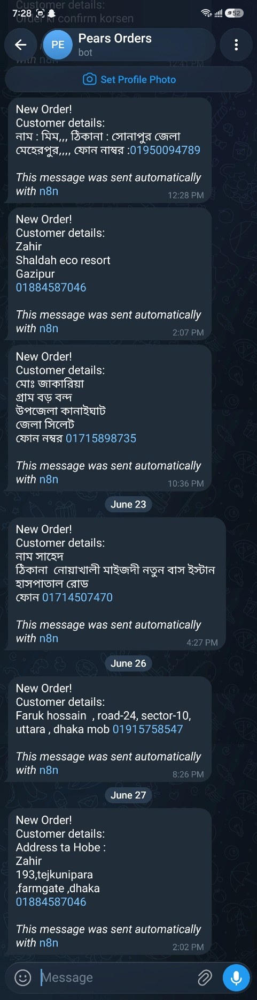 Customer details:
7:28
52
Order ki confirm korsen
Pears Orders
PE
bot
with n8n
12:41 PM
Set Profile Photo
New Order!
Customer details:
নাম : মিম,,, ঠিকানা : সোনাপুর জেলা
মেহেরপুর,,,, ফোন নাম্বর :01950094789
This message was sent automatically
with n8n
12:28 PM
New Order!
Customer details:
Zahir
Shaldah eco resort
Gazipur
01884587046
This message was sent automatically
with n8n
2:07 PM
New Order!
Customer details:
মোঃ জাকারিয়া
গ্রাম বড় বন্দ
উপজেলা কানাইঘাট
জেলা সিলেট
ফোন নম্বর 01715898735
This message was sent automatically
with n8n
10:36 PM
June 23
New Order!
Customer details:
নাম সাহেদ
ঠিকানা  নোয়াখালী মাইজদী নতুন বাস ইস্টান
হাসপাতাল রোড
ফোন 01714507470
This message was sent automatically
with n8n
4:27 PM
June 26
New Order!
Customer details:
Faruk hossain  , road-24, sector-10,
uttara , dhaka mob 01915758547
This message was sent automatically
with n8n
8:26 PM
June 27
New Order!
Customer details:
Address ta Hobe :
Zahir
193,tejkunipara
,farmgate ,dhaka
01884587046
This message was sent automatically
with n8n
2:02 PM
Message